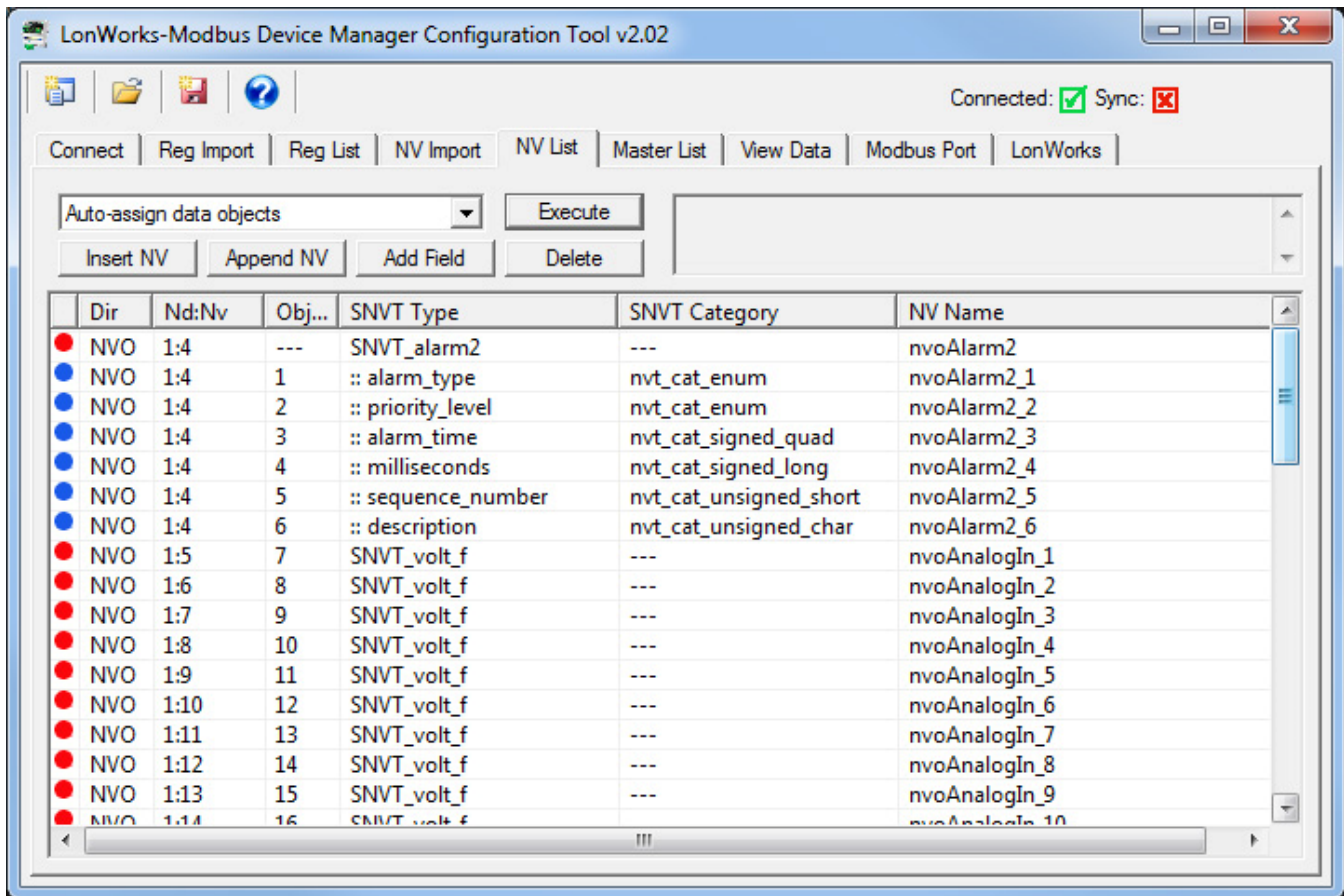 LonWorks-Modbus Device Manager Configuration Tool v2.02
Connected: Sync:
Connect Reg Import Reg List NV Import NV List Master List View Data Modbus Port LonWorks
Auto-assign data objects Execute
Insert NV Append NV Add Field Delete
Dir Nd:Nv Obj... SNVT Type SNVT Category NV Name
NVO 1:4 --- SNVT_alarm2 --- nvoAlarm2
NVO 1:4 1 :: alarm_type nvt_cat_enum nvoAlarm2_1
NVO 1:4 2 :: priority_level nvt_cat_enum nvoAlarm2_2
NVO 1:4 3 :: alarm_time nvt_cat_signed_quad nvoAlarm2_3
NVO 1:4 4 :: milliseconds nvt_cat_signed_long nvoAlarm2_4
NVO 1:4 5 :: sequence_number nvt_cat_unsigned_short nvoAlarm2_5
NVO 1:4 6 :: description nvt_cat_unsigned_char nvoAlarm2_6
NVO 1:5 7 SNVT_volt_f --- nvoAnalogIn_1
NVO 1:6 8 SNVT_volt_f --- nvoAnalogIn_2
NVO 1:7 9 SNVT_volt_f --- nvoAnalogIn_3
NVO 1:8 10 SNVT_volt_f --- nvoAnalogIn_4
NVO 1:9 11 SNVT_volt_f --- nvoAnalogIn_5
NVO 1:10 12 SNVT_volt_f --- nvoAnalogIn_6
NVO 1:11 13 SNVT_volt_f --- nvoAnalogIn_7
NVO 1:12 14 SNVT_volt_f --- nvoAnalogIn_8
NVO 1:13 15 SNVT_volt_f --- nvoAnalogIn_9
NVO 1:14 16 SNVT_volt_f nvoAnalogIn_10